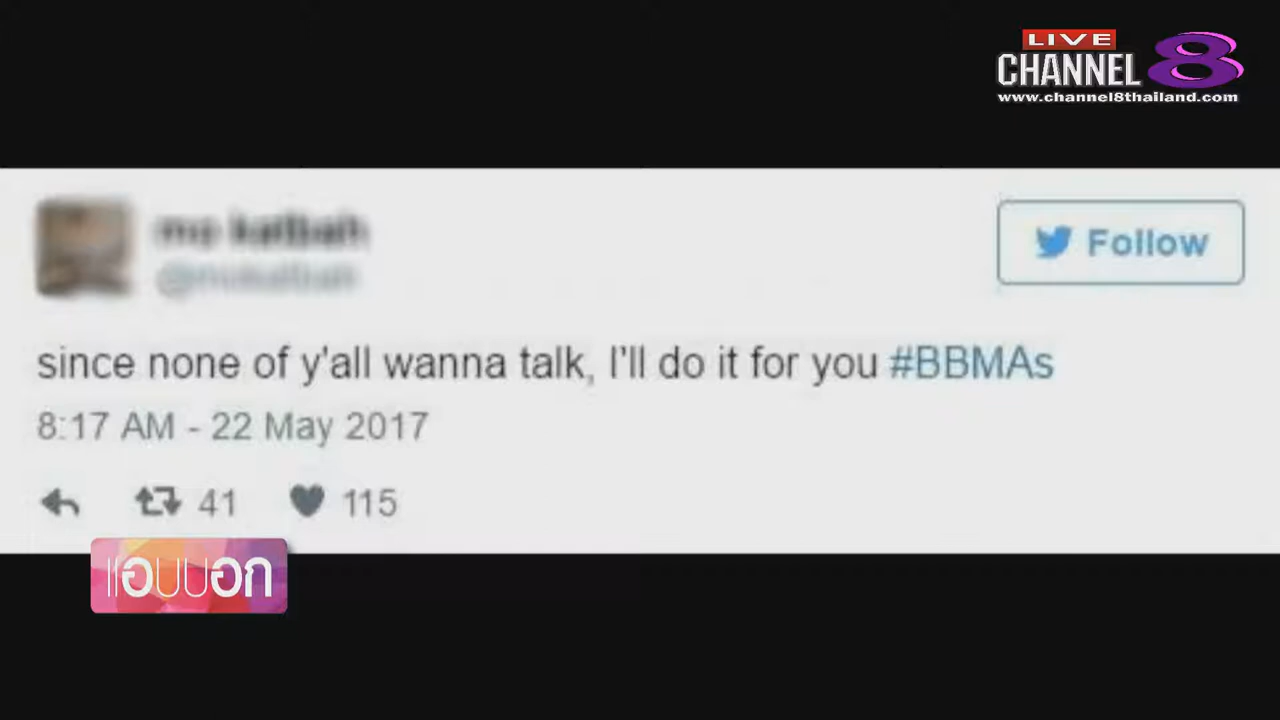 LIVE
CHANNEL 8
www.channel8thailand.com
Follow
since none of y'all wanna talk, I'll do it for you #BBMAs
8:17 AM - 22 May 2017
41 115
แอบบอก